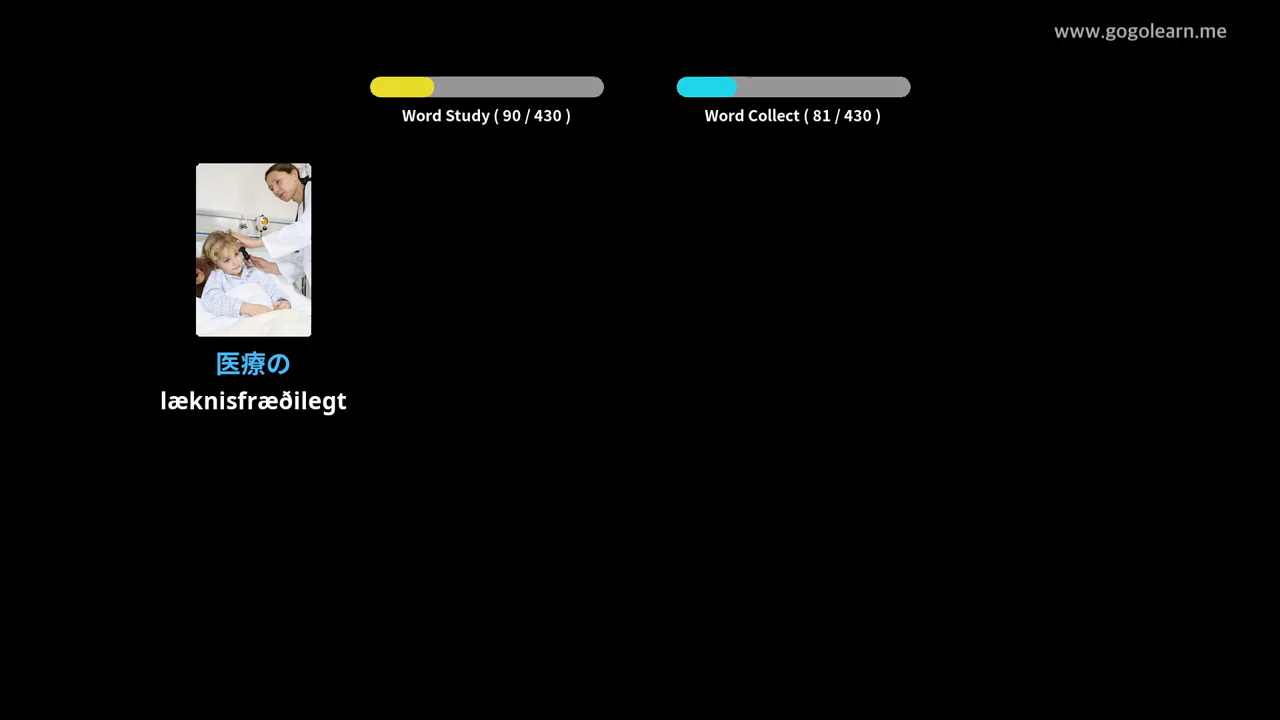 www.gogolearn.me
Word Study ( 90 / 430 )
Word Collect ( 81 / 430 )
医療の
læknisfræðilegt